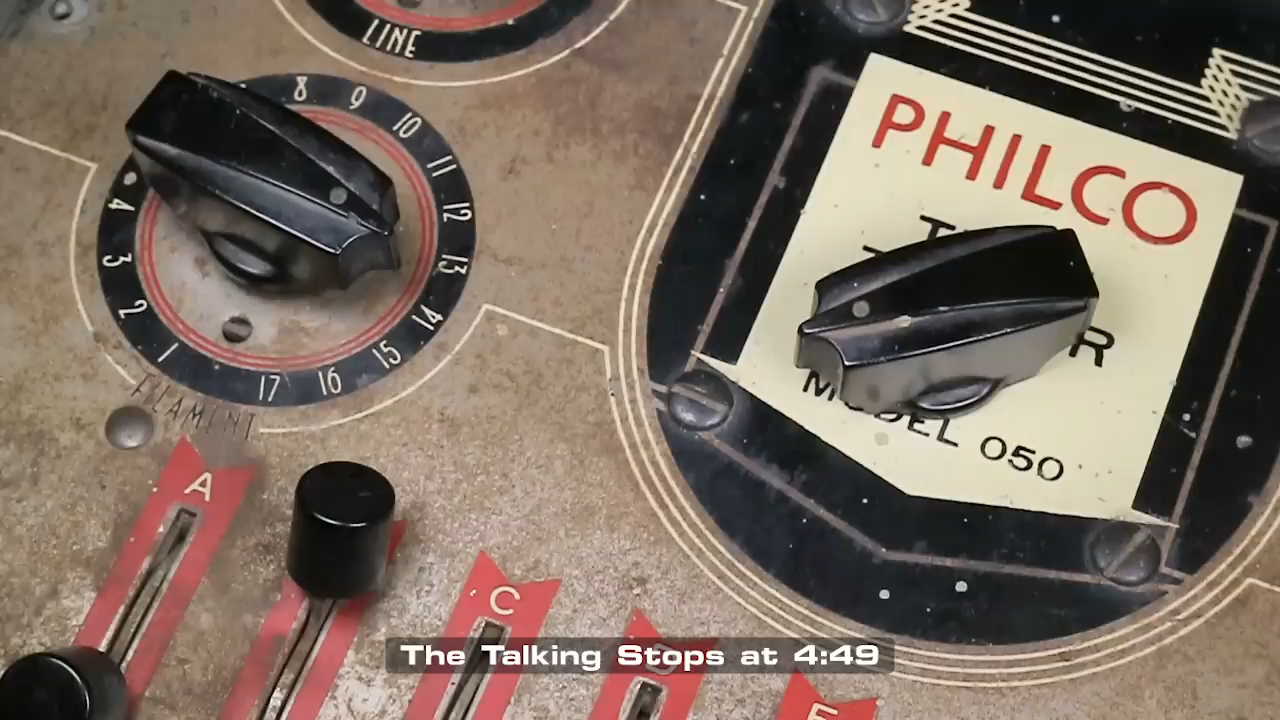 LINE
8 9 10 11 12 13 14 15 16 17 1 2 3 4
FILAMENT
A
C
PHILCO
MODEL 050
The Talking Stops at 4:49